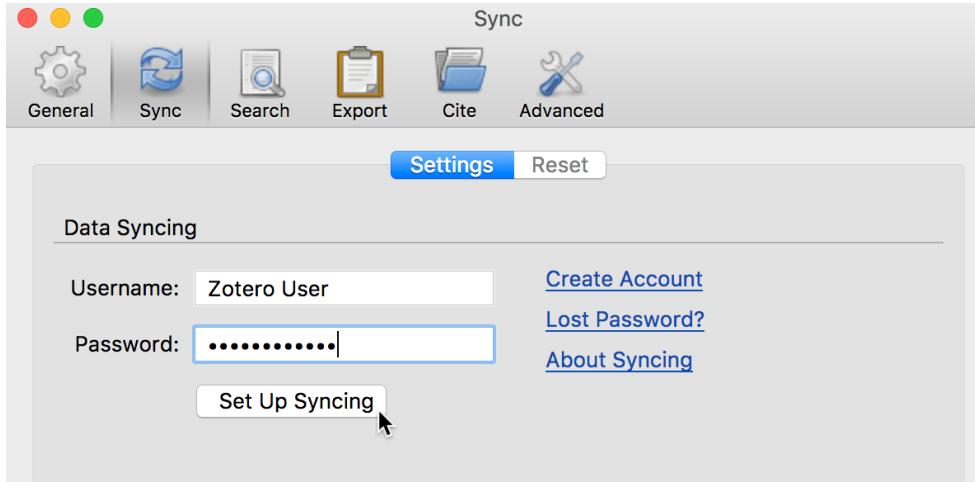 Sync
General Sync Search Export Cite Advanced
Settings Reset
Data Syncing
Username: Zotero User Create Account
Lost Password?
Password: ••••••••••••
About Syncing
Set Up Syncing